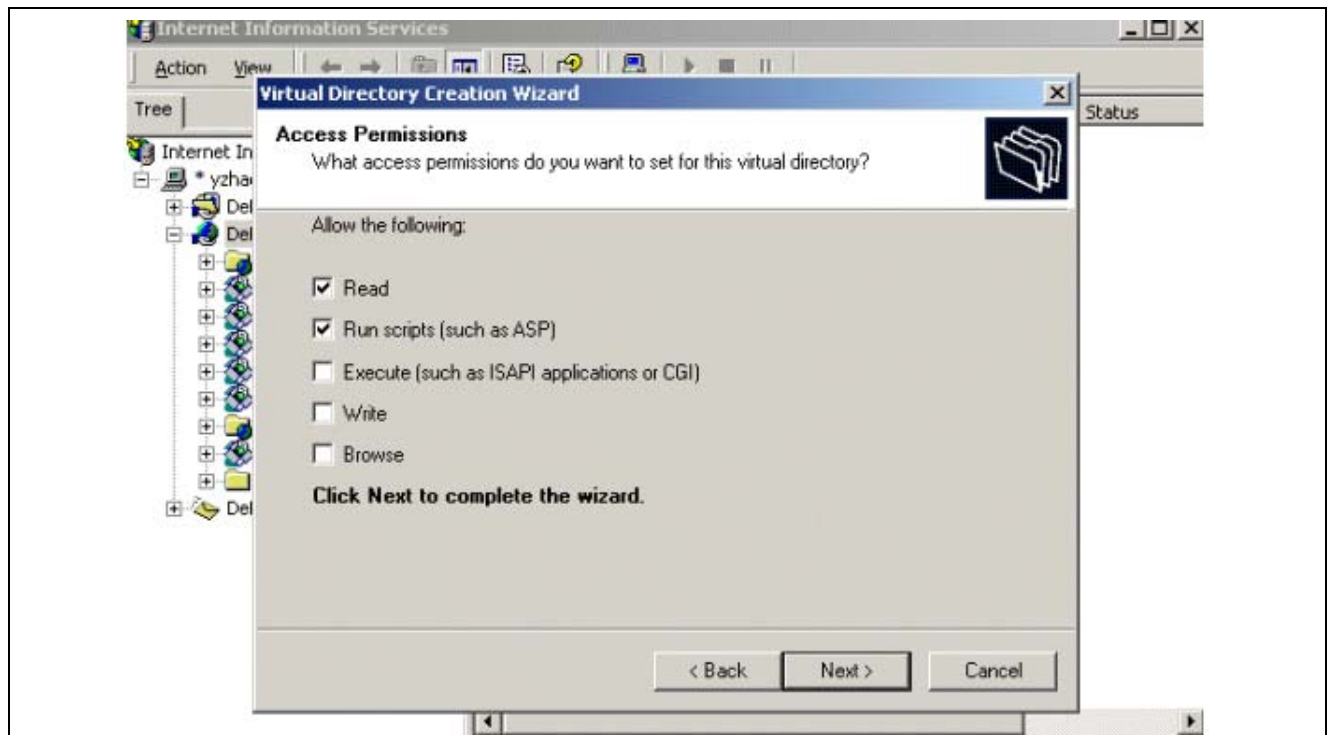 Internet Information Services
Action View
Tree
Status
Internet In
* yzha
Del
Del
Del
Virtual Directory Creation Wizard
Access Permissions
What access permissions do you want to set for this virtual directory?
Allow the following:
Read
Run scripts (such as ASP)
Execute (such as ISAPI applications or CGI)
Write
Browse
Click Next to complete the wizard.
< Back Next > Cancel